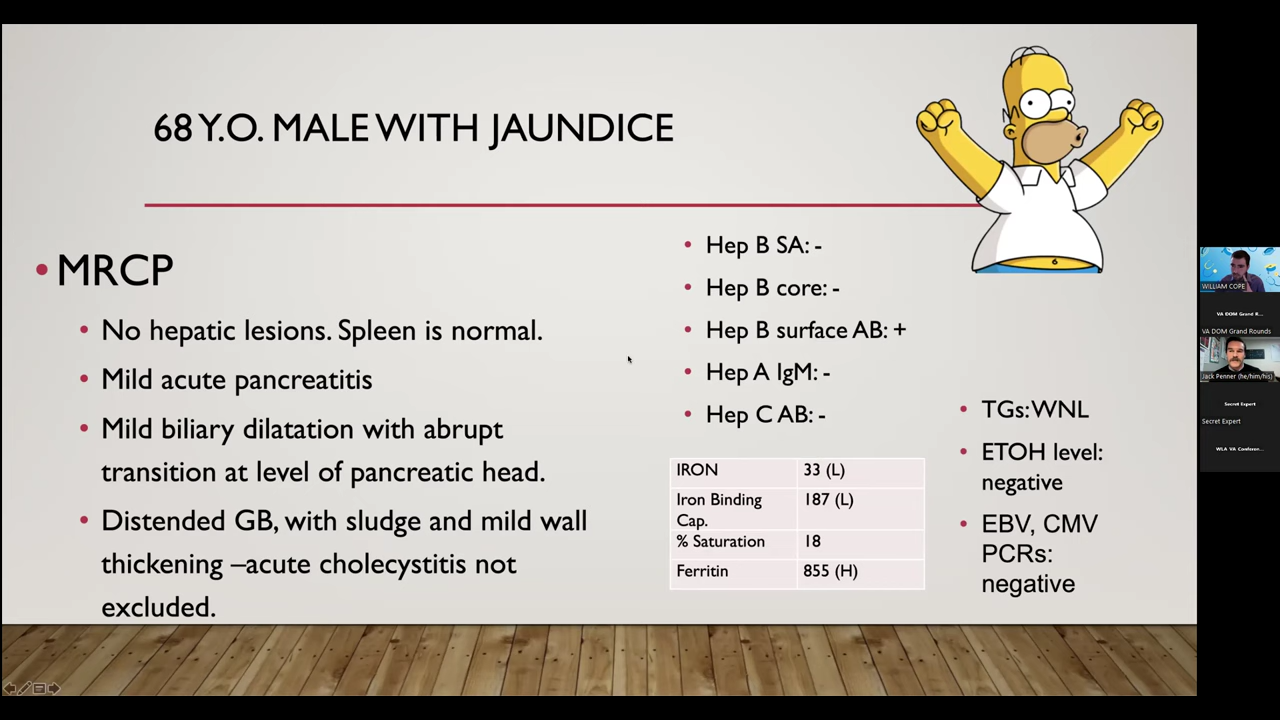 68 Y.O. MALE WITH JAUNDICE
• MRCP
• No hepatic lesions. Spleen is normal.
• Mild acute pancreatitis
• Mild biliary dilatation with abrupt
transition at level of pancreatic head.
• Distended GB, with sludge and mild wall
thickening –acute cholecystitis not
excluded.
• Hep B SA: -
• Hep B core: -
• Hep B surface AB: +
• Hep A IgM: -
• Hep C AB: -
IRON 33 (L)
Iron Binding 187 (L)
Cap.
% Saturation 18
Ferritin 855 (H)
• TGs: WNL
• ETOH level:
negative
• EBV, CMV
PCRs:
negative
WILLIAM COPE
VA DOM Grand R...
VA DOM Grand Rounds
Jack Penner (he/him/his)
Secret Expert
Secret Expert
WLA VA Conferen...